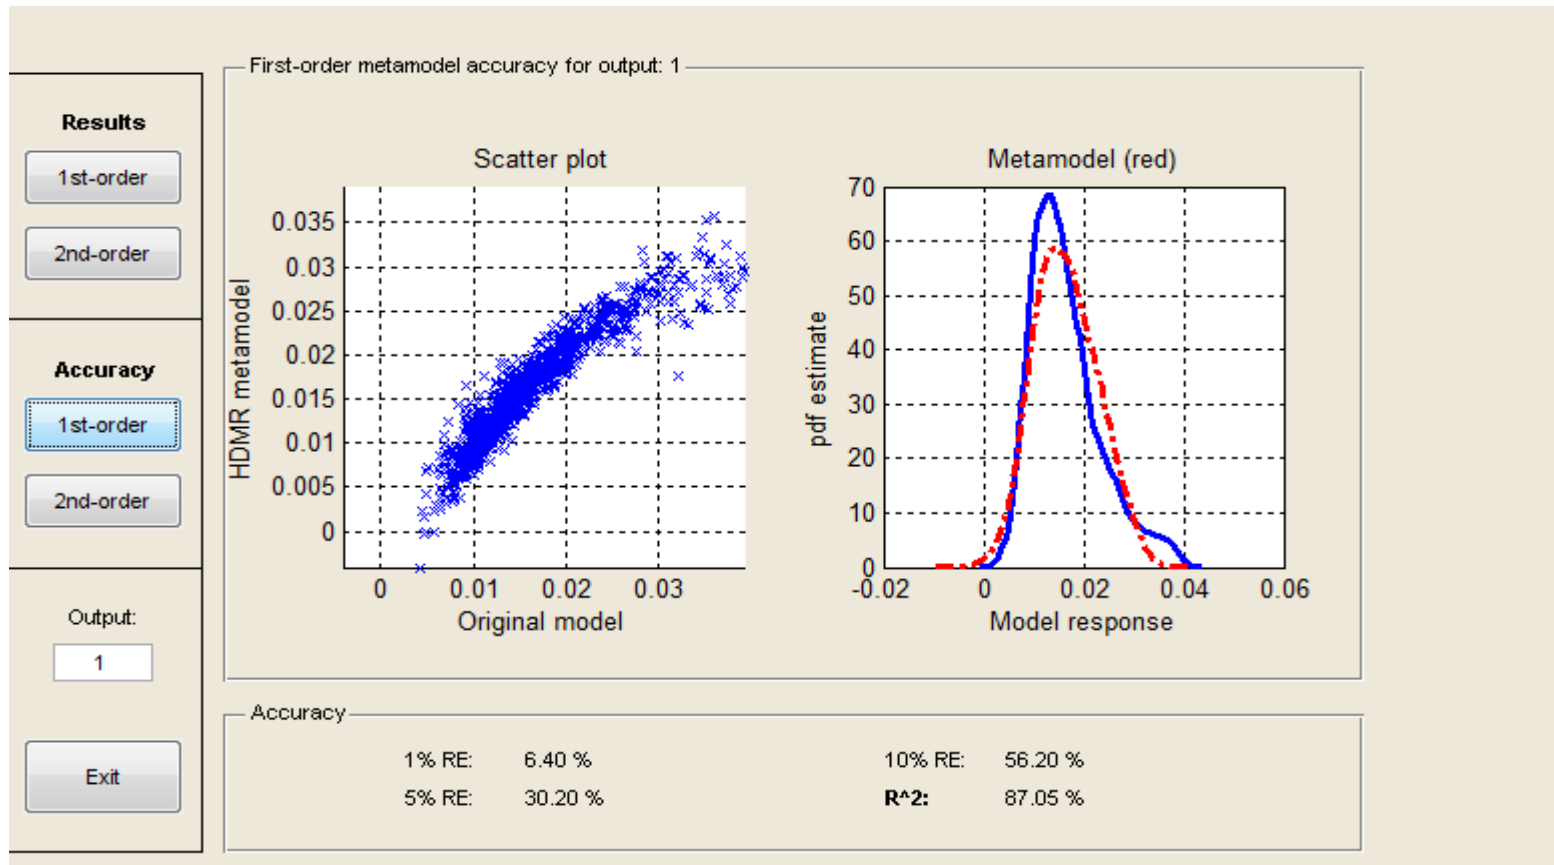 First-order metamodel accuracy for output: 1
Results
1st-order
2nd-order
Accuracy
1st-order
2nd-order
Output:
1
Exit
Scatter plot
HDMR metamodel
0.035
0.03
0.025
0.02
0.015
0.01
0.005
0
0 0.01 0.02 0.03
Original model
Metamodel (red)
pdf estimate
70
60
50
40
30
20
10
0
-0.02 0 0.02 0.04 0.06
Model response
Accuracy
1% RE: 6.40 % 10% RE: 56.20 %
5% RE: 30.20 % R^2: 87.05 %